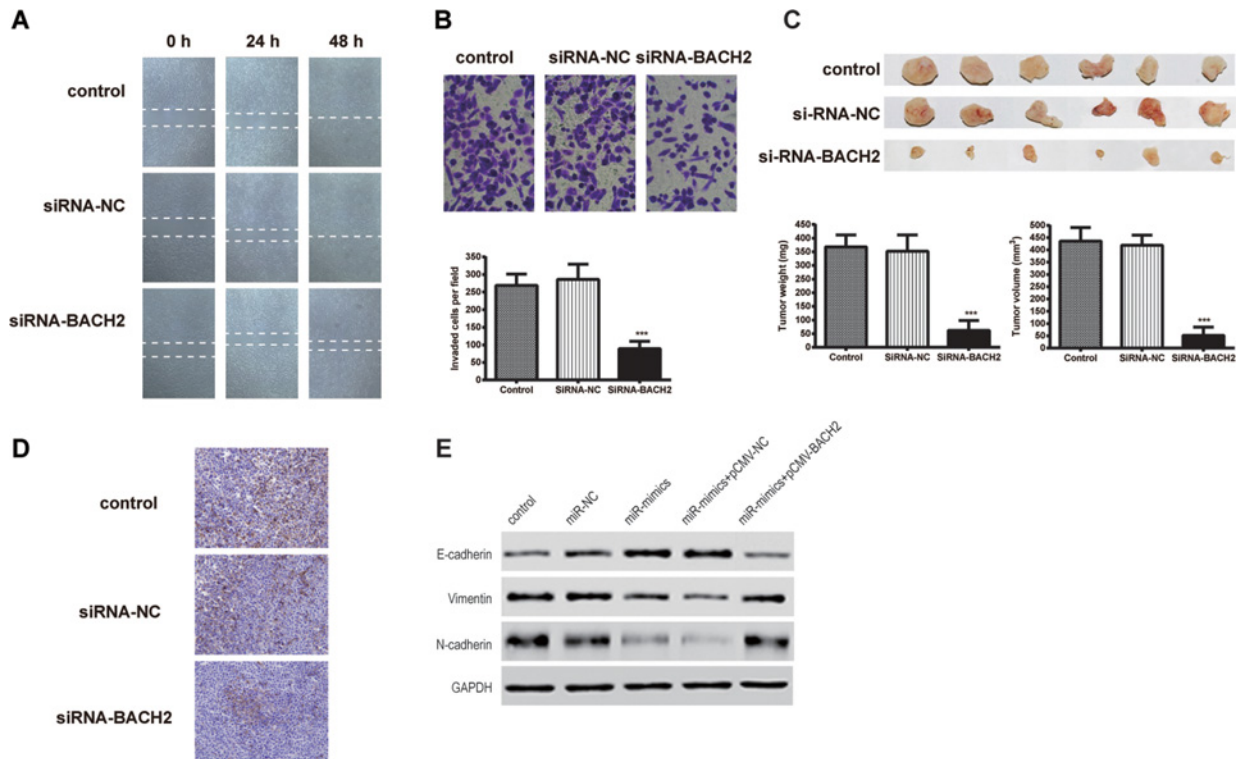 A
0 h 24 h 48 h
control
siRNA-NC
siRNA-BACH2
B
control siRNA-NC siRNA-BACH2
Invaded cells per field
350
300
250
200
150
100
50
0
***
Control SiRNA-NC SiRNA-BACH2
C
control
si-RNA-NC
si-RNA-BACH2
Tumor weight (mg)
450
400
350
300
250
200
150
100
50
0
***
Control SiRNA-NC SiRNA-BACH2
Tumor volume (mm³)
500
450
400
350
300
250
200
150
100
50
0
***
Control SiRNA-NC SiRNA-BACH2
D
control
siRNA-NC
siRNA-BACH2
E
control miR-NC miR-mimics miR-mimics+pCMV-NC miR-mimics+pCMV-BACH2
E-cadherin
Vimentin
N-cadherin
GAPDH